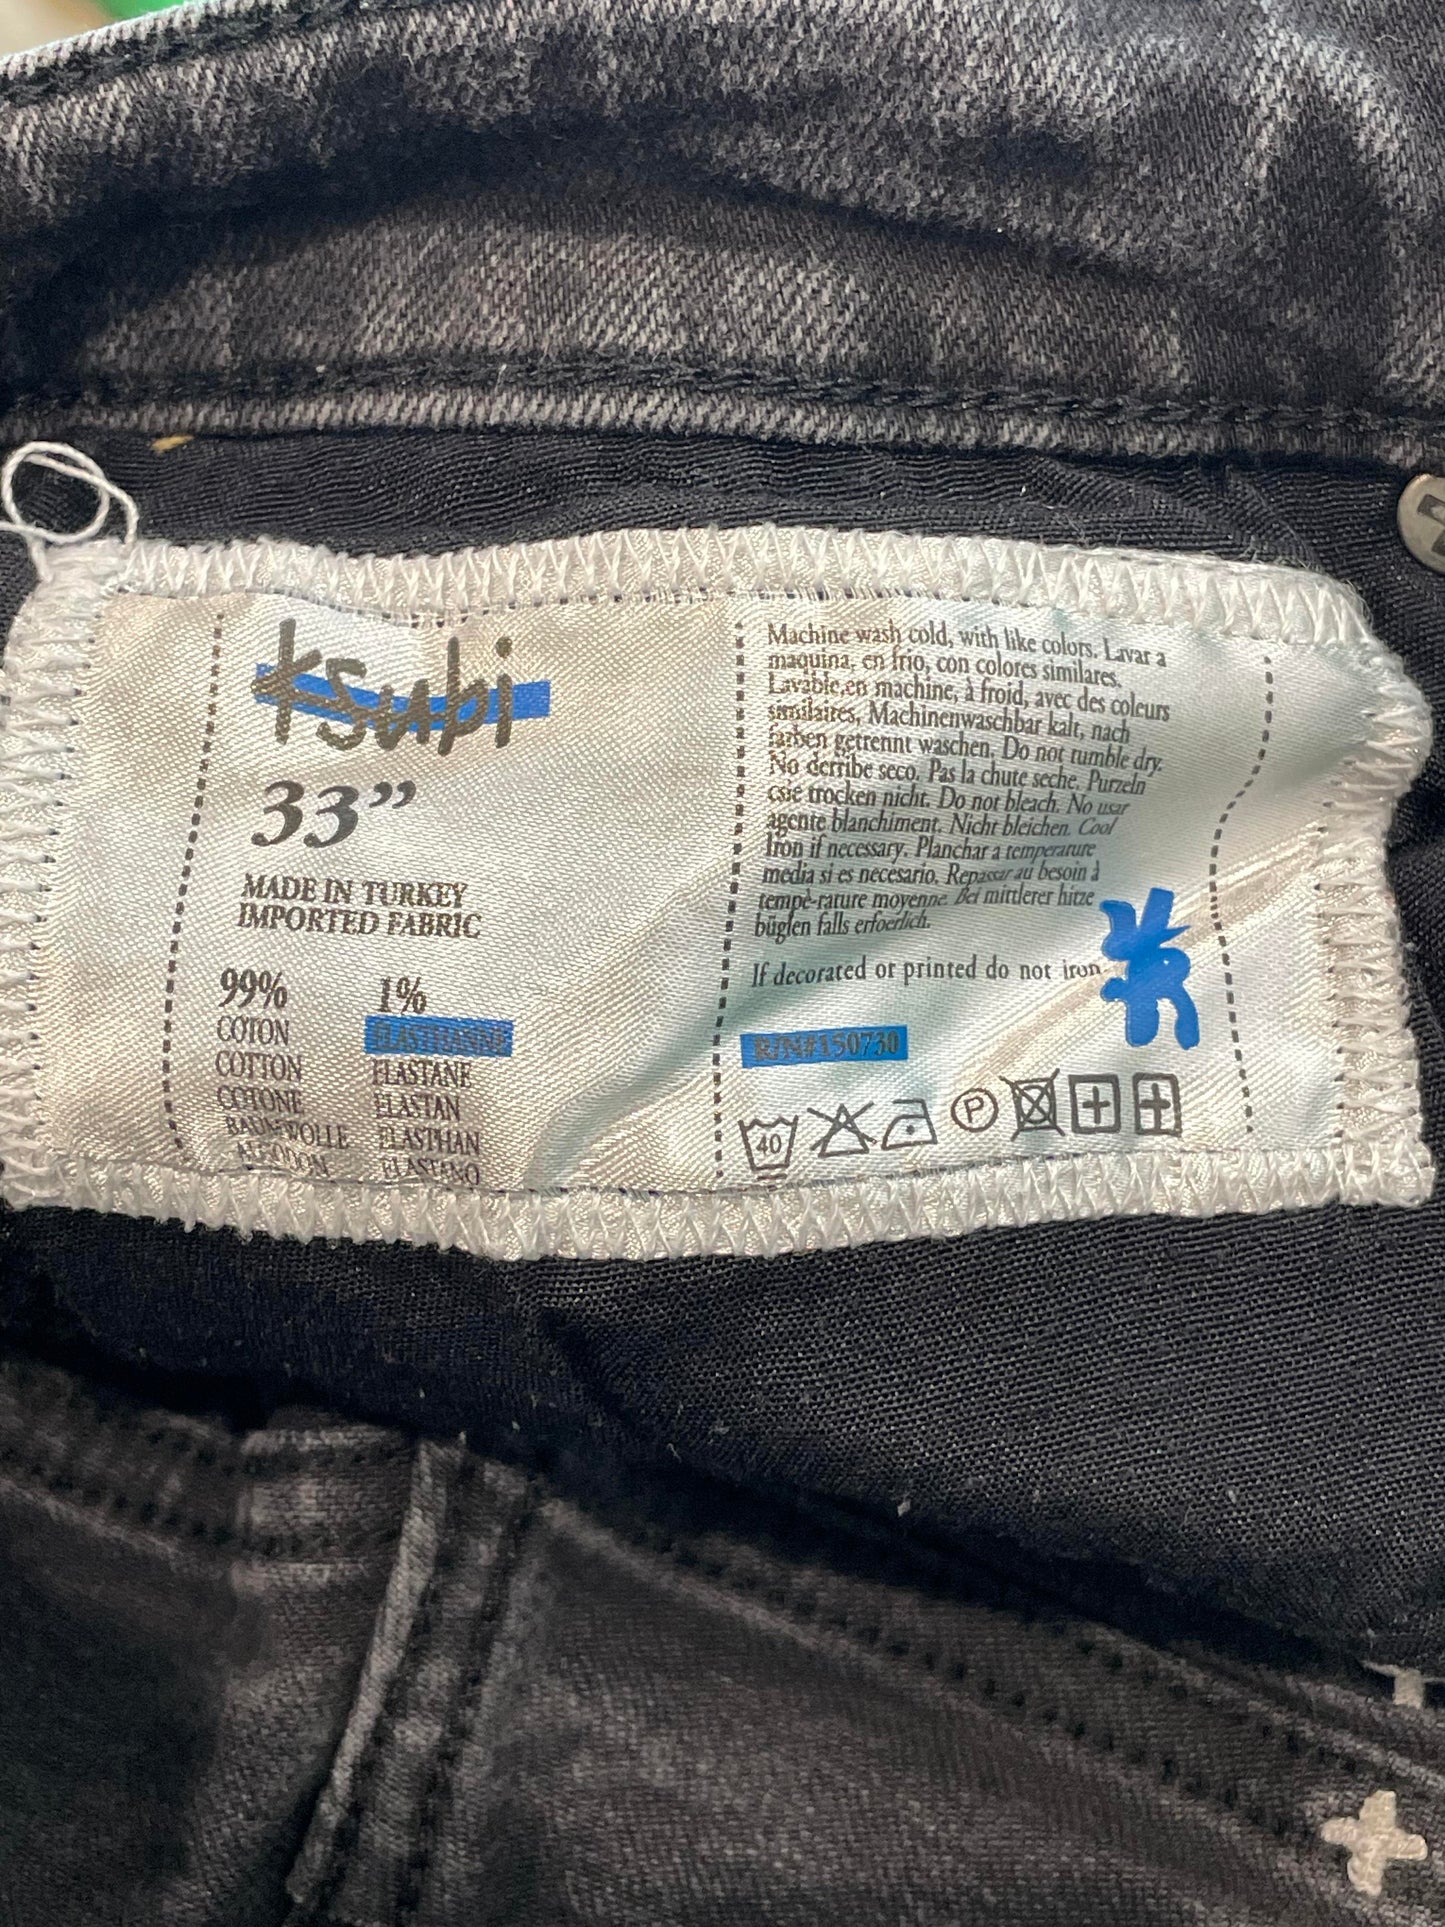 ksubi
33”
MADE IN TURKEY
IMPORTED FABRIC
99%
COTON
COTTON
COTONE
BAUMWOLLE
ALGODON
1%
ELASTHANNE
ELASTANE
ELASTAN
ELASTHAN
ELASTANO
Machine wash cold, with like colors. Lavar a
maquina, en frio, con colores similares.
Lavable,en machine, à froid, avec des coleurs
similaires, Machinenwaschbar kalt, nach
farben getrennt waschen. Do not tumble dry.
No derribe seco. Pas la chute seche. Purzeln
csie trocken nicht. Do not bleach. No usar
agente blanchiment. Nicht bleichen. Cool
Iron if necessary. Planchar a temperature
media si es necesario. Repassar au besoin à
tempè-rature moyenne. Bei mittlerer hitze
büglen falls erfoerlich.
If decorated or printed do not iron
R/N#150730
40
P